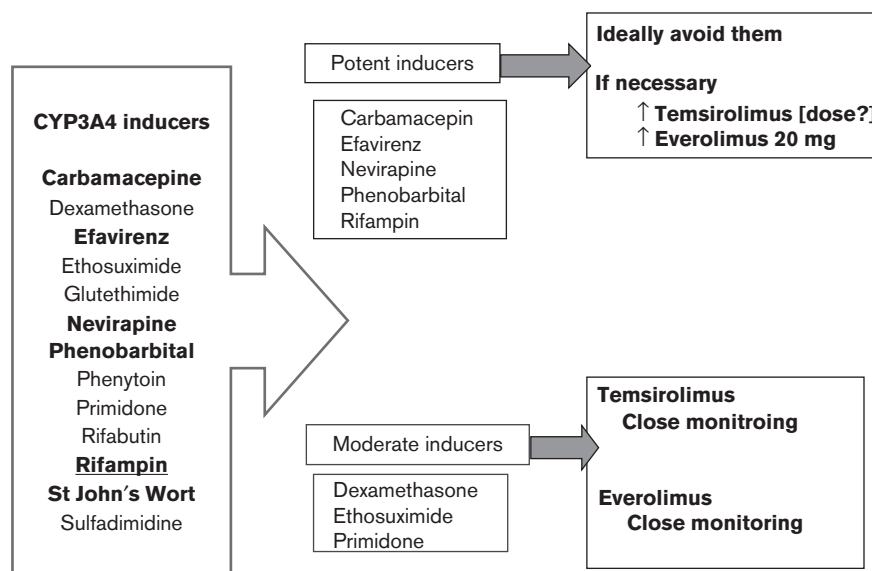 CYP3A4 inducers
Carbamacepine
Dexamethasone
Efavirenz
Ethosuximide
Glutethimide
Nevirapine
Phenobarbital
Phenytoin
Primidone
Rifabutin
Rifampin
St John′s Wort
Sulfadimidine
Potent inducers
Carbamacepin
Efavirenz
Nevirapine
Phenobarbital
Rifampin
Ideally avoid them
If necessary
↑ Temsirolimus [dose?]
↑ Everolimus 20 mg
Moderate inducers
Dexamethasone
Ethosuximide
Primidone
Temsirolimus
Close monitroing
Everolimus
Close monitoring